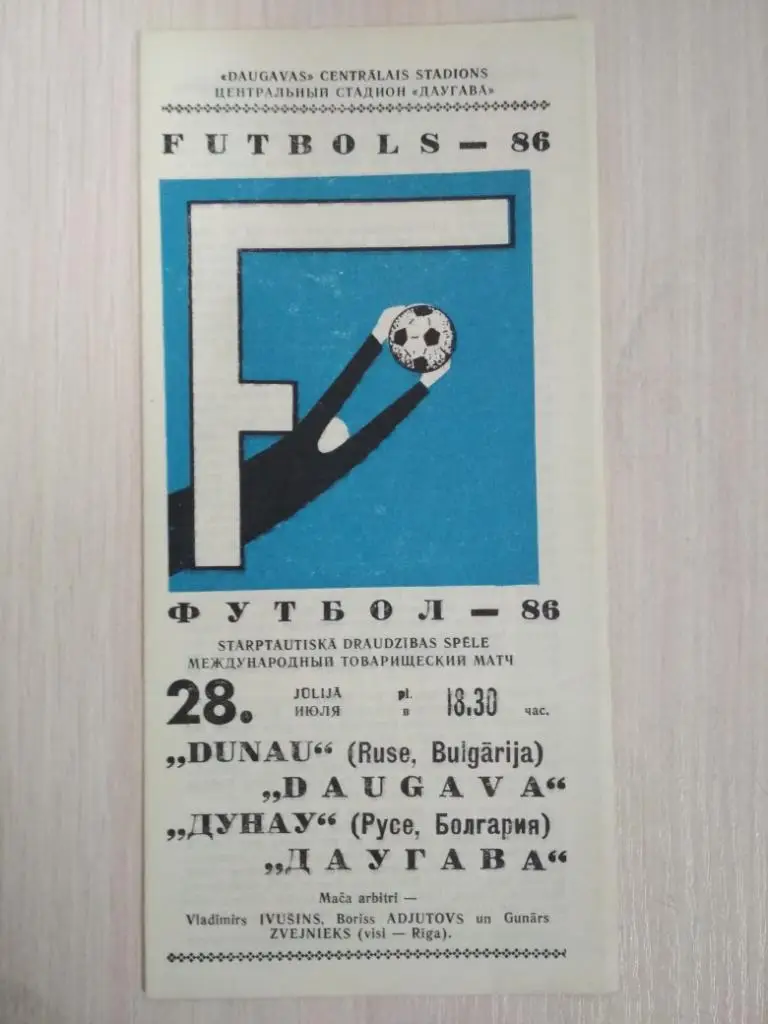 «DAUGAVAS» CENTRĀLAIS STADIONS
ЦЕНТРАЛЬНЫЙ СТАДИОН «ДАУГАВА»
FUTBOLS — 86
F
ФУТБОЛ — 86
STARPTAUTISKĀ DRAUDZĪBAS SPĒLE
МЕЖДУНАРОДНЫЙ ТОВАРИЩЕСКИЙ МАТЧ
28. JŪLIJĀ pl. 18.30
ИЮЛЯ в час.
„DUNAU“ (Ruse, Bulgārija)
„DAUGAVA“
„ДУНАУ“ (Русе, Болгария)
„ДАУГАВА“
Mača arbitri —
Vladimirs IVUŠINS, Boriss ADJUTOVS un Gunārs
ZVEJNIEKS (visi — Rīga).